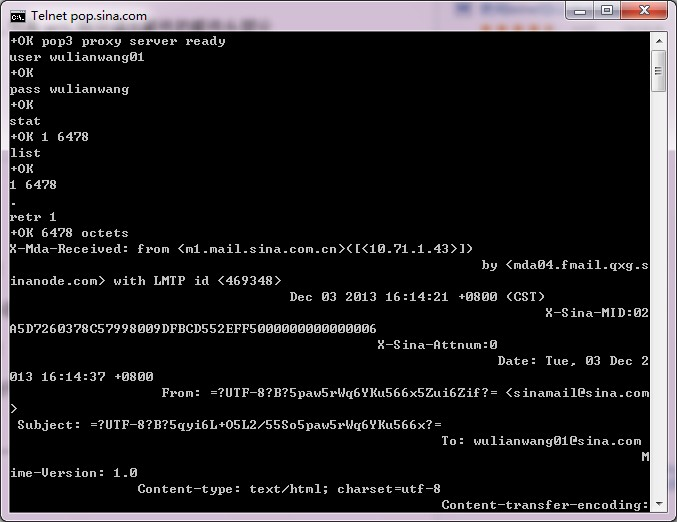 Telnet pop.sina.com
+OK pop3 proxy server ready
user wulianwang01
+OK
pass wulianwang
+OK
stat
+OK 1 6478
list
+OK
1 6478
.
retr 1
+OK 6478 octets
X-Mda-Received: from <m1.mail.sina.com.cn>([<10.71.1.43>])
by <mda04.fmail.qxg.s
inanode.com> with LMTP id <469348>
Dec 03 2013 16:14:21 +0800 (CST)
X-Sina-MID:02
A5D7260378C57998009DFBCD552EFF5000000000000006
X-Sina-Attnum:0
Date: Tue, 03 Dec 2
013 16:14:37 +0800
From: =?UTF-8?B?5paw5rWq6YKu566x5Zui6Zif?= <sinamail@sina.com
>
Subject: =?UTF-8?B?5qyi6L+O5L2/55So5paw5rWq6YKu566x?=
To: wulianwang01@sina.com
M
ime-Version: 1.0
Content-type: text/html; charset=utf-8
Content-transfer-encoding: